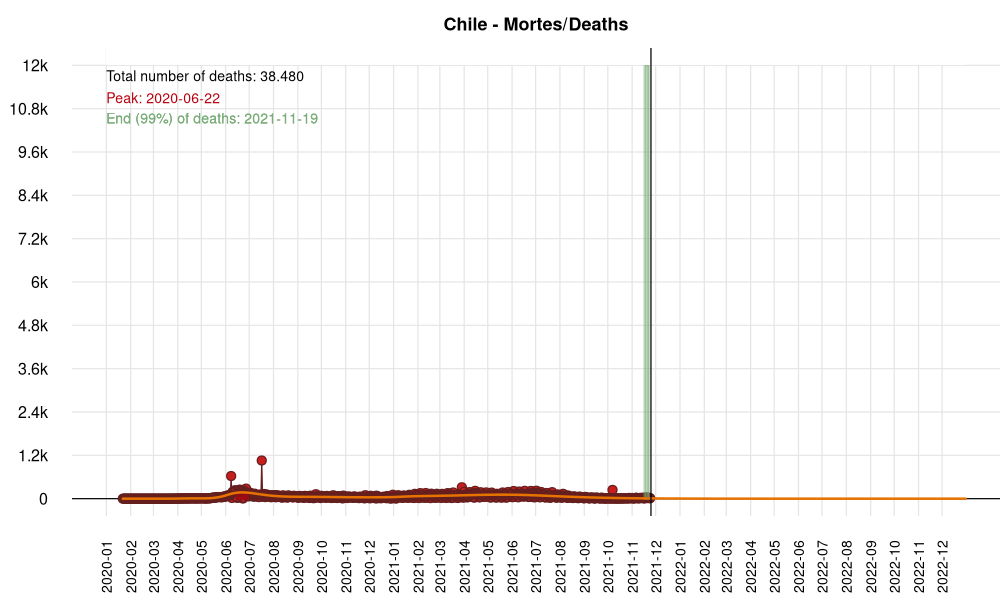 Chile - Mortes/Deaths
Total number of deaths: 38.480
Peak: 2020-06-22
End (99%) of deaths: 2021-11-19
12k
10.8k
9.6k
8.4k
7.2k
6k
4.8k
3.6k
2.4k
1.2k
0
2020-01
2020-02
2020-03
2020-04
2020-05
2020-06
2020-07
2020-08
2020-09
2020-10
2020-11
2020-12
2021-01
2021-02
2021-03
2021-04
2021-05
2021-06
2021-07
2021-08
2021-09
2021-10
2021-11
2021-12
2022-01
2022-02
2022-03
2022-04
2022-05
2022-06
2022-07
2022-08
2022-09
2022-10
2022-11
2022-12